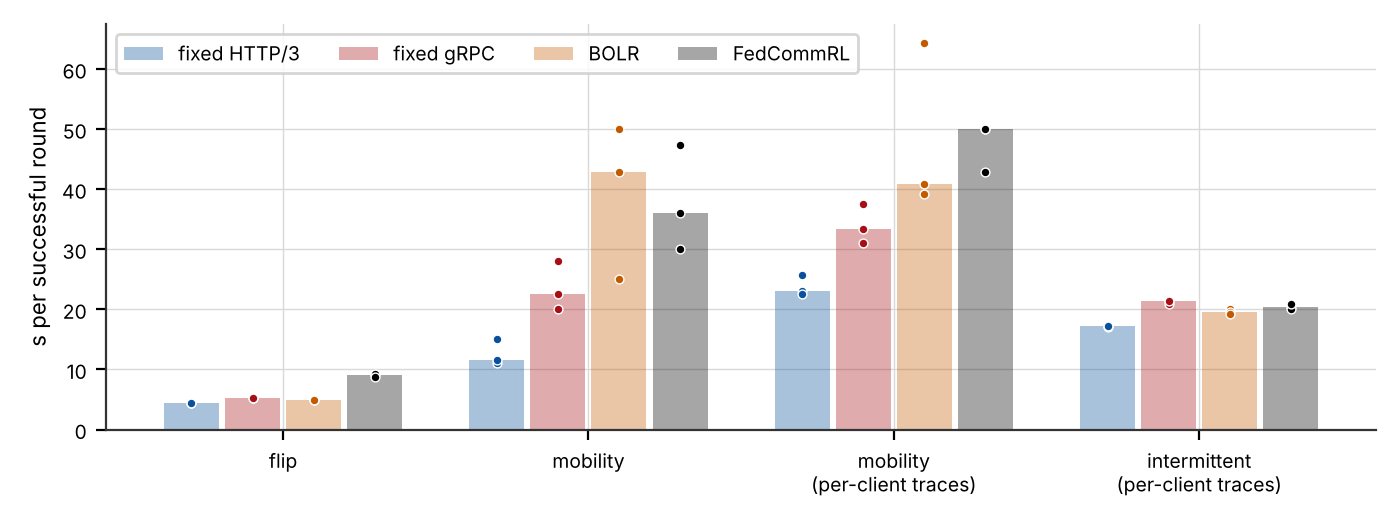 fixed HTTP/3 fixed gRPC BOLR FedCommRL
s per successful round
60
50
40
30
20
10
0
flip mobility mobility intermittent
(per-client traces) (per-client traces)